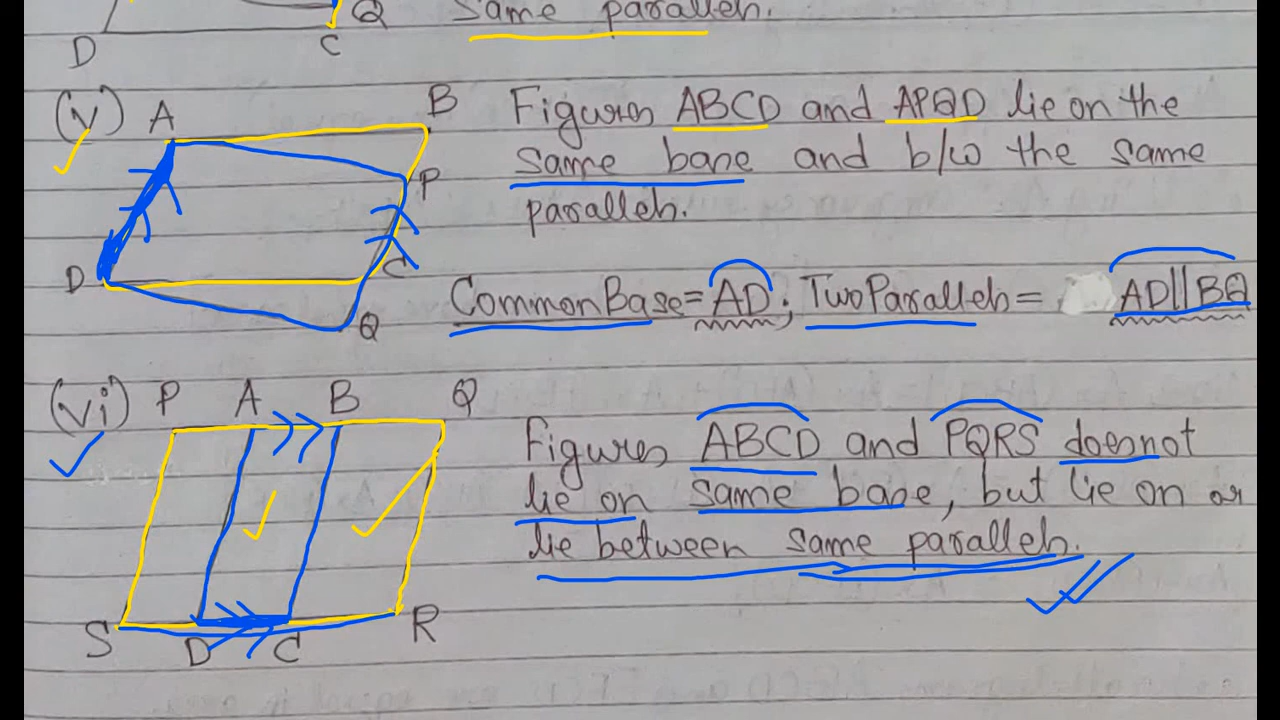 Q same parallels.
D C
(v) A B Figures ABCD and APQD lie on the
same base and b/w the same
P parallels.
D C Common Base = AD; Two Parallels = AD||BQ
Q
(vi) P A B Q
Figures ABCD and PQRS doesnot
lie on same base, but lie on or
lie between same parallels.
S D C R